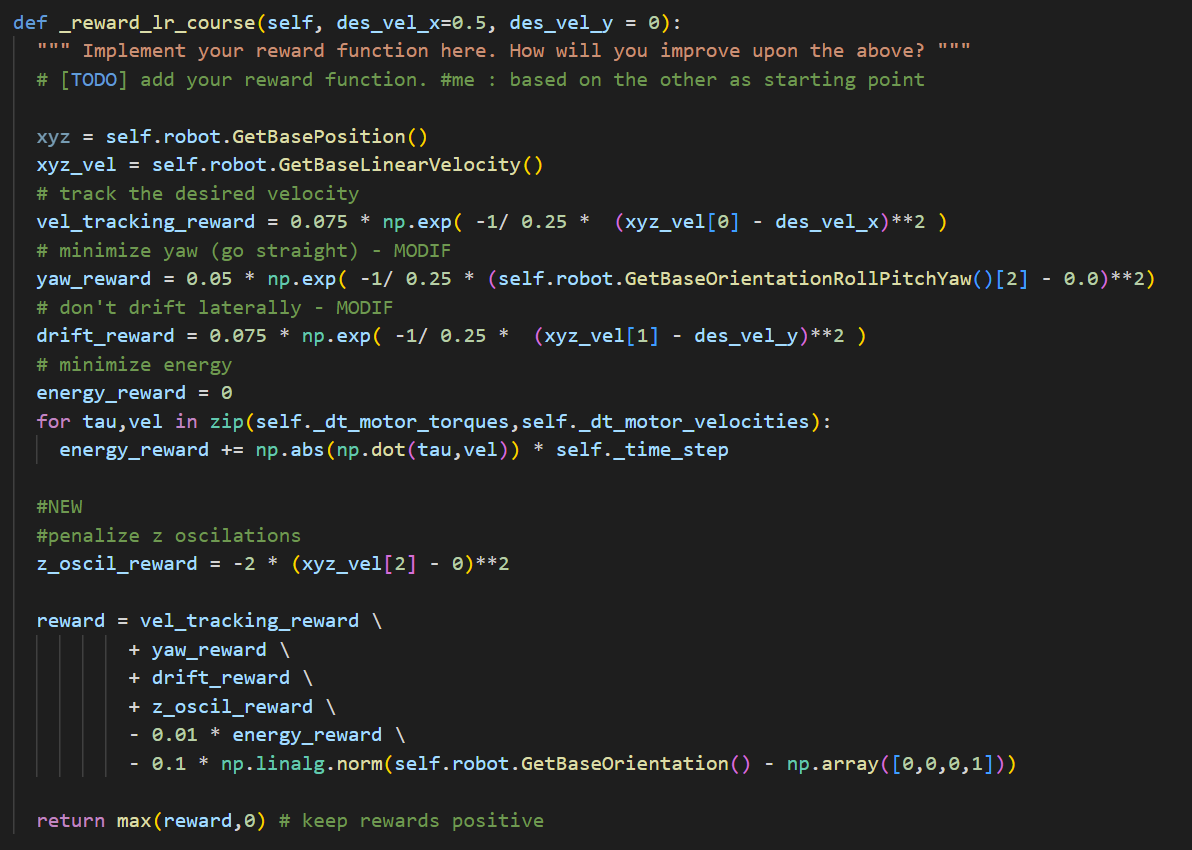 def _reward_lr_course(self, des_vel_x=0.5, des_vel_y = 0):
""" Implement your reward function here. How will you improve upon the above? """
# [TODO] add your reward function. #me : based on the other as starting point
xyz = self.robot.GetBasePosition()
xyz_vel = self.robot.GetBaseLinearVelocity()
# track the desired velocity
vel_tracking_reward = 0.075 * np.exp( -1/ 0.25 *  (xyz_vel[0] - des_vel_x)**2 )
# minimize yaw (go straight) - MODIF
yaw_reward = 0.05 * np.exp( -1/ 0.25 * (self.robot.GetBaseOrientationRollPitchYaw()[2] - 0.0)**2)
# don't drift laterally - MODIF
drift_reward = 0.075 * np.exp( -1/ 0.25 *  (xyz_vel[1] - des_vel_y)**2 )
# minimize energy
energy_reward = 0
for tau,vel in zip(self._dt_motor_torques,self._dt_motor_velocities):
energy_reward += np.abs(np.dot(tau,vel)) * self._time_step
#NEW
#penalize z oscilations
z_oscil_reward = -2 * (xyz_vel[2] - 0)**2
reward = vel_tracking_reward \
+ yaw_reward \
+ drift_reward \
+ z_oscil_reward \
- 0.01 * energy_reward \
- 0.1 * np.linalg.norm(self.robot.GetBaseOrientation() - np.array([0,0,0,1]))
return max(reward,0) # keep rewards positive